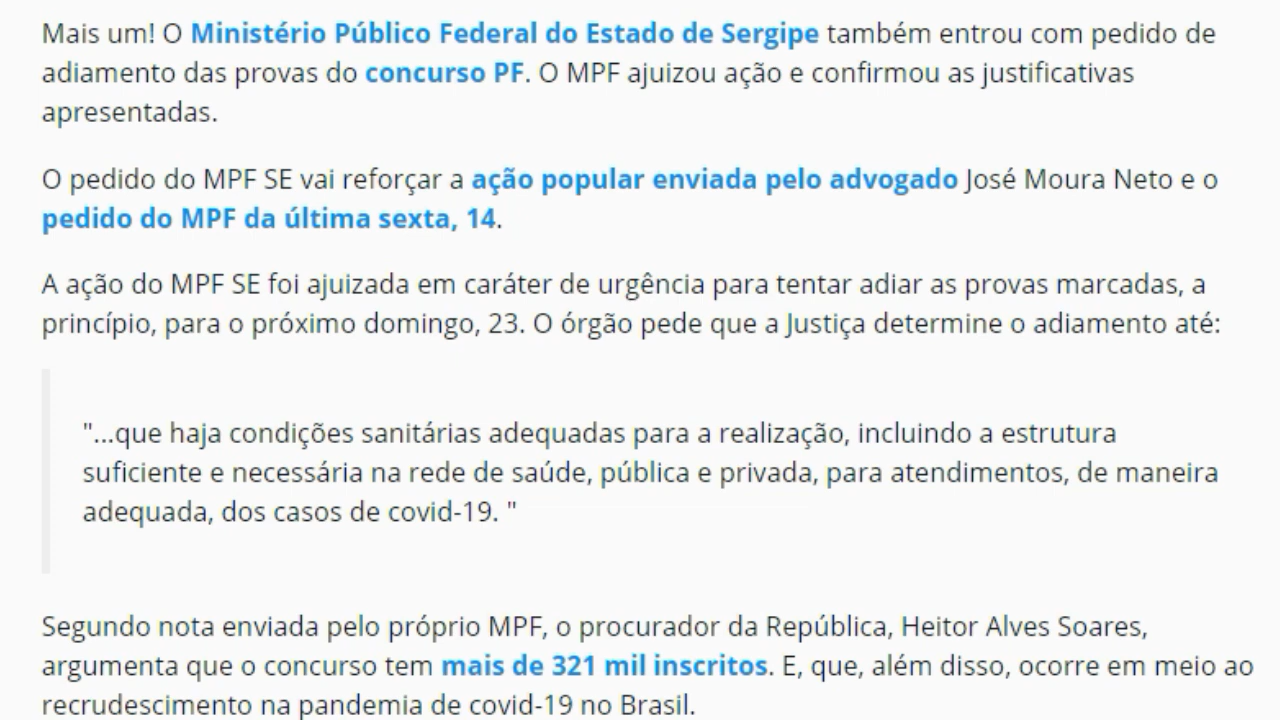 Mais um! O Ministério Público Federal do Estado de Sergipe também entrou com pedido de
adiamento das provas do concurso PF. O MPF ajuizou ação e confirmou as justificativas
apresentadas.
O pedido do MPF SE vai reforçar a ação popular enviada pelo advogado José Moura Neto e o
pedido do MPF da última sexta, 14.
A ação do MPF SE foi ajuizada em caráter de urgência para tentar adiar as provas marcadas, a
princípio, para o próximo domingo, 23. O órgão pede que a Justiça determine o adiamento até:
"...que haja condições sanitárias adequadas para a realização, incluindo a estrutura
suficiente e necessária na rede de saúde, pública e privada, para atendimentos, de maneira
adequada, dos casos de covid-19. "
Segundo nota enviada pelo próprio MPF, o procurador da República, Heitor Alves Soares,
argumenta que o concurso tem mais de 321 mil inscritos. E, que, além disso, ocorre em meio ao
recrudescimento na pandemia de covid-19 no Brasil.